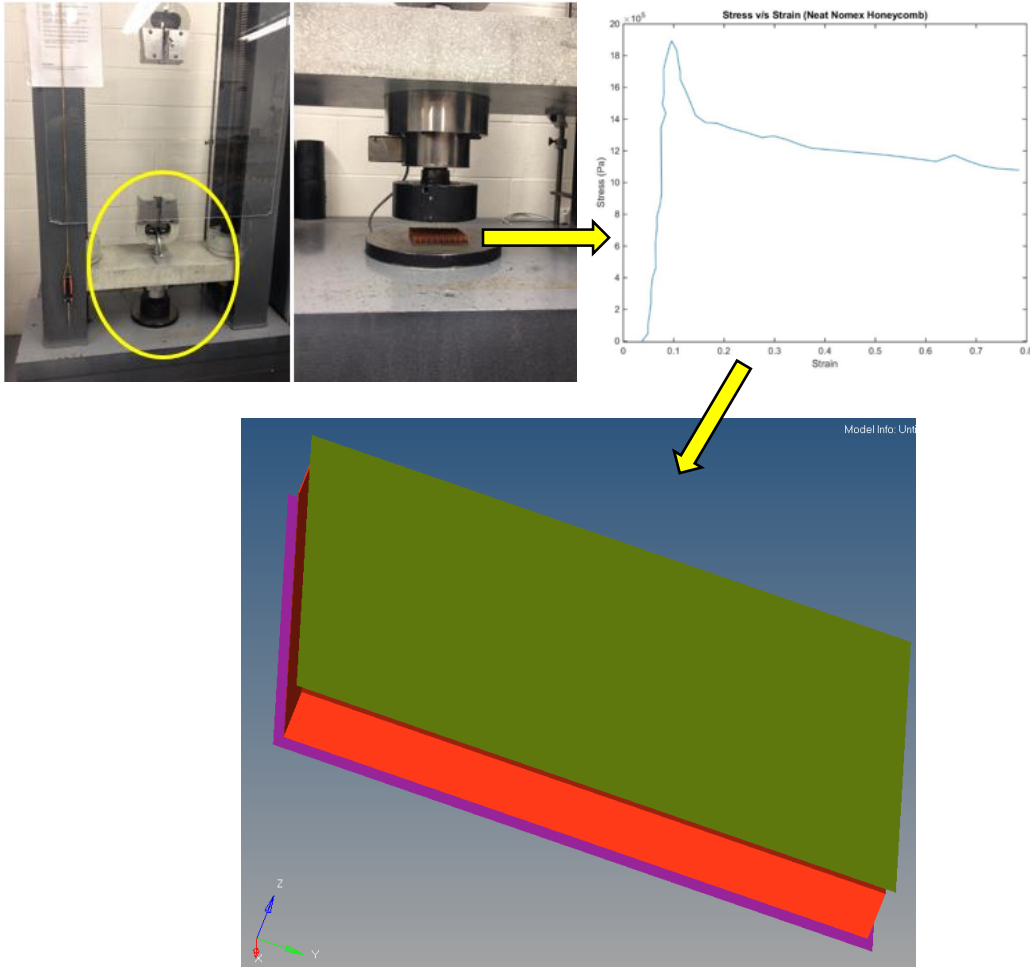 Stress v/s Strain (Neat Nomex Honeycomb)
×10⁵
20
18
16
14
12
10
8
6
4
2
0
Stress (Pa)
0 0.1 0.2 0.3 0.4 0.5 0.6 0.7 0.8
Strain
Model Info: Unti
Z
Y
X